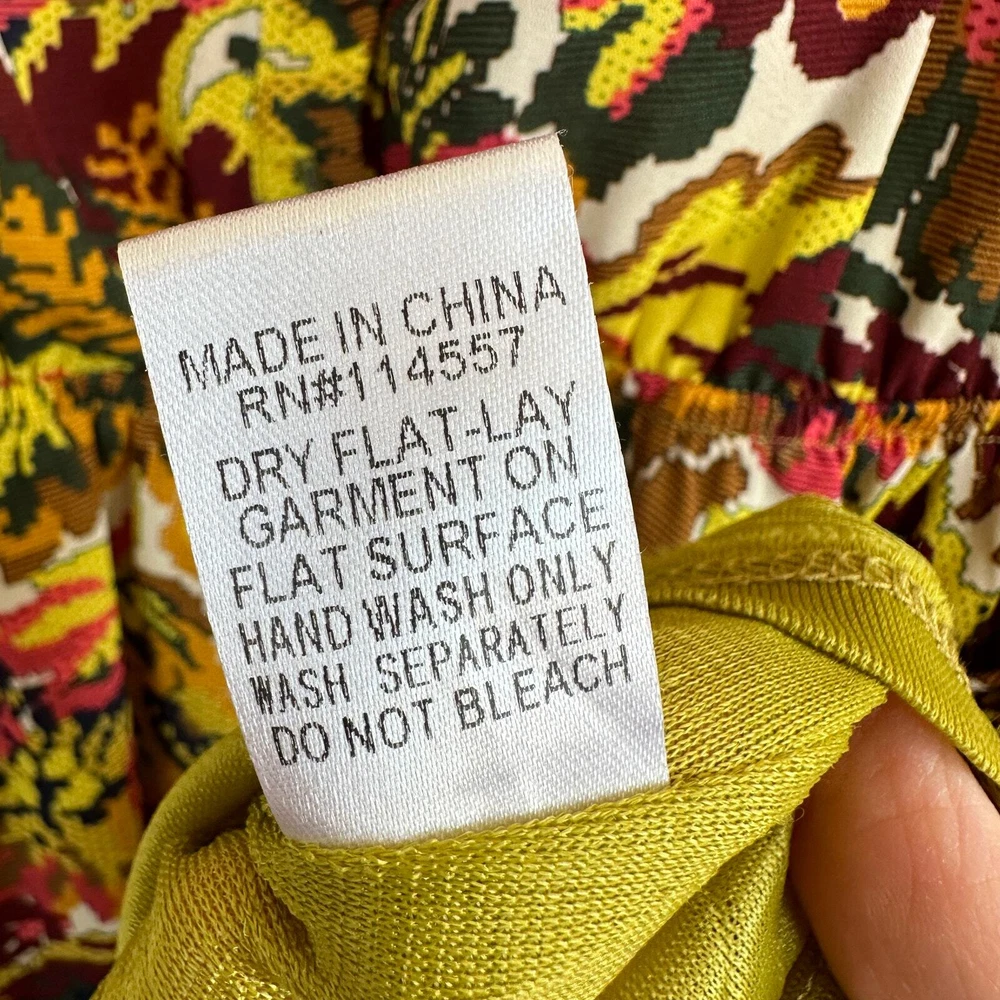 MADE IN CHINA
RN#114557
DRY FLAT-LAY
GARMENT ON
FLAT SURFACE
HAND WASH ONLY
WASH SEPARATELY
DO NOT BLEACH